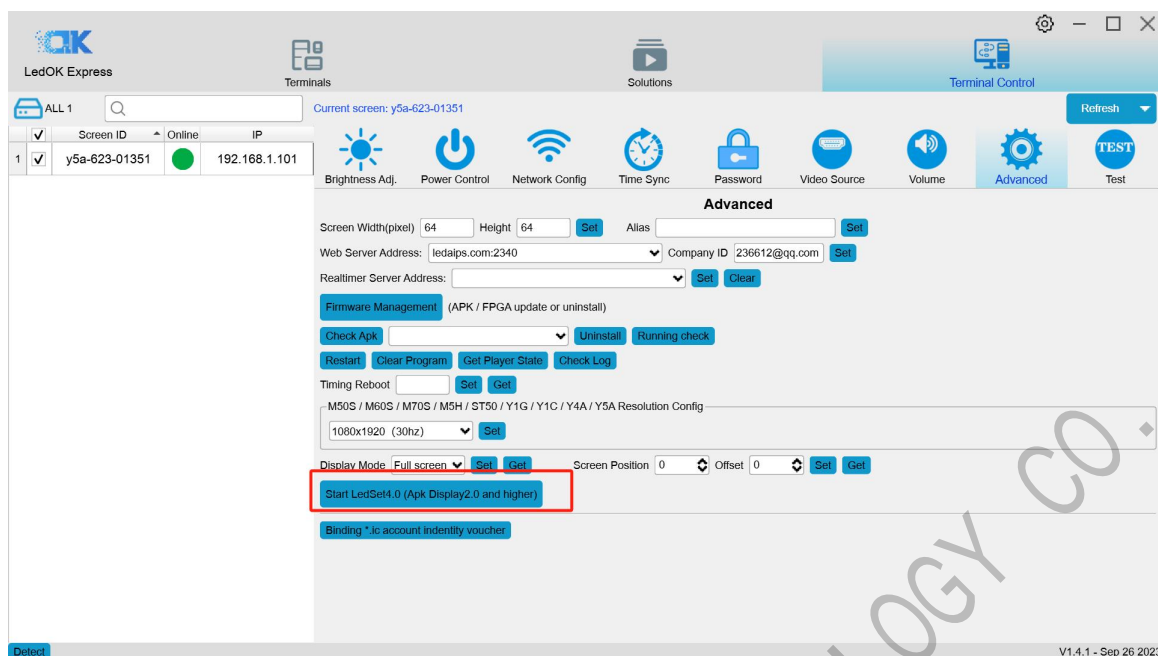 OK
LedOK Express
Terminals
Solutions
Terminal Control
ALL 1
Current screen: y5a-623-01351
Refresh
Screen ID Online IP
1 y5a-623-01351 192.168.1.101
Brightness Adj. Power Control Network Config Time Sync Password Video Source Volume Advanced TEST Test
Advanced
Screen Width(pixel) 64 Height 64 Set Alias Set
Web Server Address: ledaips.com:2340 Company ID 236612@qq.com Set
Realtimer Server Address: Set Clear
Firmware Management (APK / FPGA update or uninstall)
Check Apk Uninstall Running check
Restart Clear Program Get Player State Check Log
Timing Reboot Set Get
M50S / M60S / M70S / M5H / ST50 / Y1G / Y1C / Y4A / Y5A Resolution Config
1080x1920 (30hz) Set
Display Mode Full screen Set Get Screen Position 0 Offset 0 Set Get
Start LedSet4.0 (Apk Display2.0 and higher)
Binding *.ic account indentity voucher
OGY CO.
Detect
V1.4.1 - Sep 26 2023